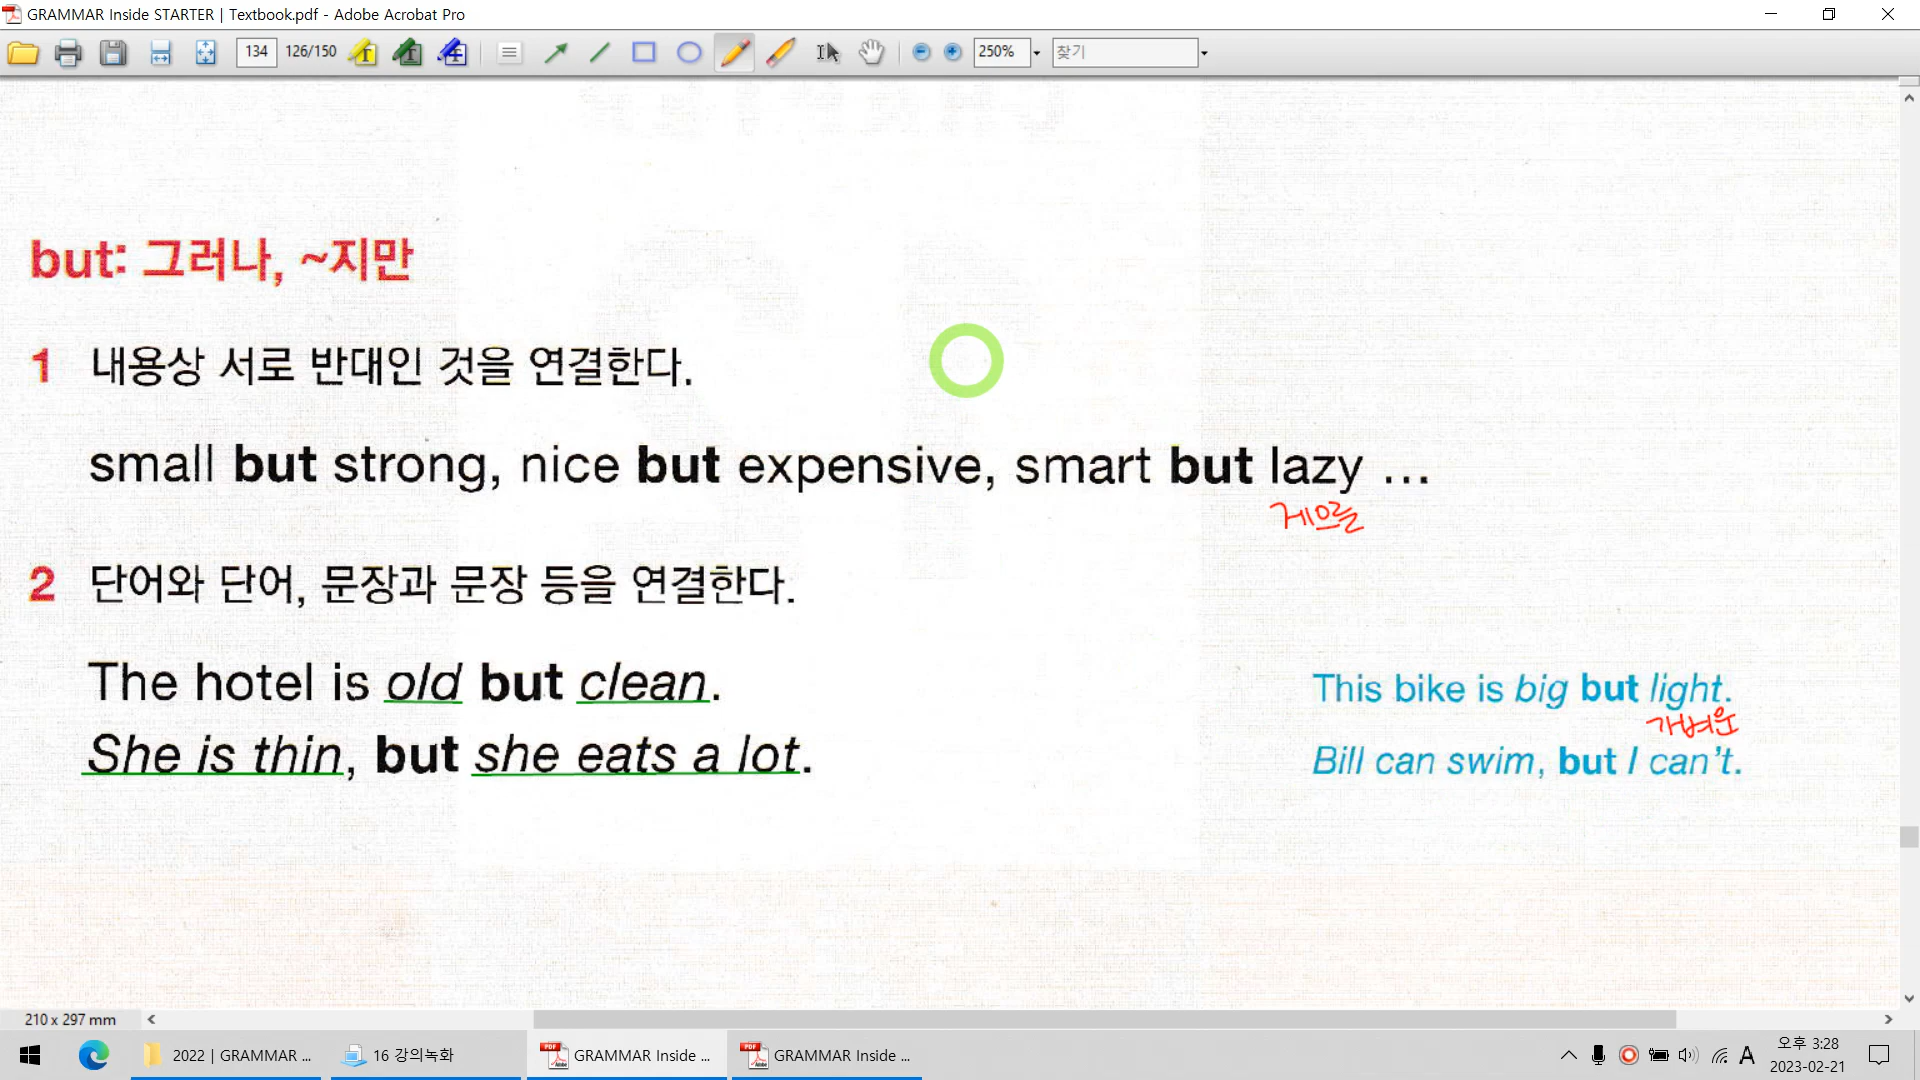 GRAMMAR Inside STARTER | Textbook.pdf - Adobe Acrobat Pro
134 126/150 250% 찾기
but: 그러나, ~지만
1 내용상 서로 반대인 것을 연결한다.
small but strong, nice but expensive, smart but lazy ...
게으를
2 단어와 단어, 문장과 문장 등을 연결한다.
The hotel is old but clean.
She is thin, but she eats a lot.
This bike is big but light.
가벼운
Bill can swim, but I can't.
210 x 297 mm
2022 | GRAMMAR ...
16 강의녹화
GRAMMAR Inside ...
GRAMMAR Inside ...
A
오후 3:28
2023-02-21